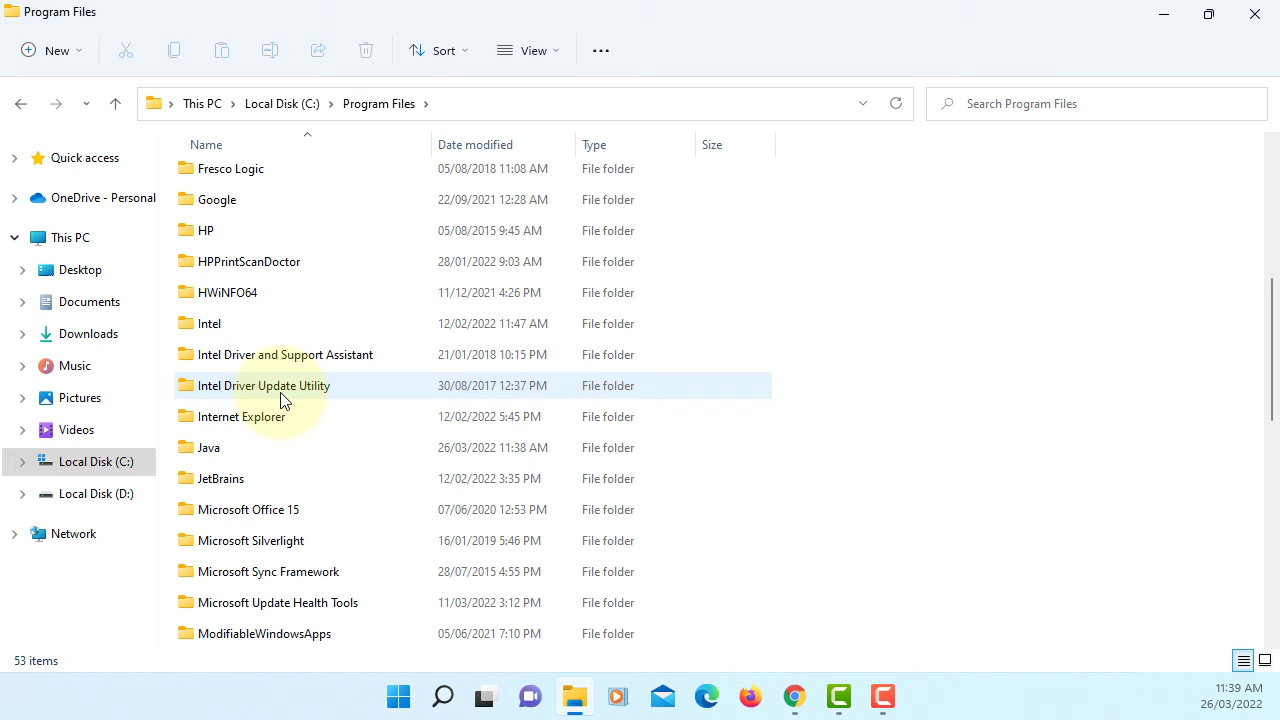 Program Files
New Sort View
This PC Local Disk (C:) Program Files Search Program Files
Name Date modified Type Size
Quick access
OneDrive - Personal
This PC
Desktop
Documents
Downloads
Music
Pictures
Videos
Local Disk (C:)
Local Disk (D:)
Network
Fresco Logic 05/08/2018 11:08 AM File folder
Google 22/09/2021 12:28 AM File folder
HP 05/08/2015 9:45 AM File folder
HPPrintScanDoctor 28/01/2022 9:03 AM File folder
HWiNFO64 11/12/2021 4:26 PM File folder
Intel 12/02/2022 11:47 AM File folder
Intel Driver and Support Assistant 21/01/2018 10:15 PM File folder
Intel Driver Update Utility 30/08/2017 12:37 PM File folder
Internet Explorer 12/02/2022 5:45 PM File folder
Java 26/03/2022 11:38 AM File folder
JetBrains 12/02/2022 3:35 PM File folder
Microsoft Office 15 07/06/2020 12:53 PM File folder
Microsoft Silverlight 16/01/2019 5:46 PM File folder
Microsoft Sync Framework 28/07/2015 4:55 PM File folder
Microsoft Update Health Tools 11/03/2022 3:12 PM File folder
ModifiableWindowsApps 05/06/2021 7:10 PM File folder
53 items
11:39 AM
26/03/2022